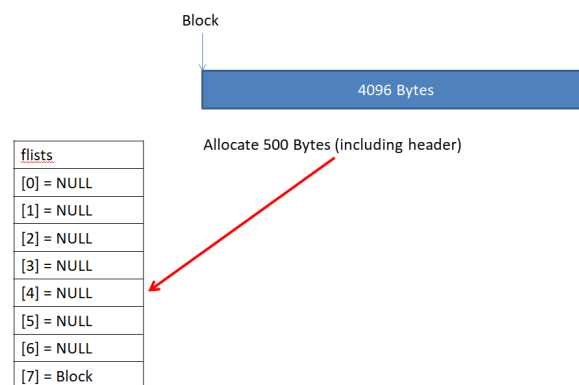 Block
4096 Bytes
Allocate 500 Bytes (including header)
flists
[0] = NULL
[1] = NULL
[2] = NULL
[3] = NULL
[4] = NULL
[5] = NULL
[6] = NULL
[7] = Block